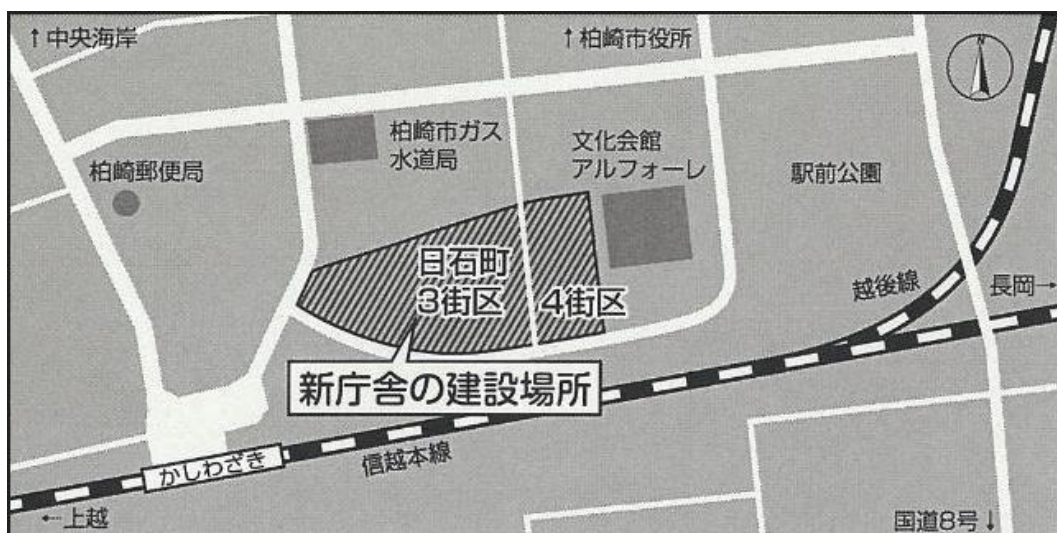 ↑中央海岸
↑柏崎市役所
N
柏崎市ガス
水道局
文化会館
アルフォーレ
柏崎郵便局
駅前公園
日石町
3街区
4街区
越後線
長岡→
新庁舎の建設場所
かしわざき
信越本線
←上越
国道8号↓